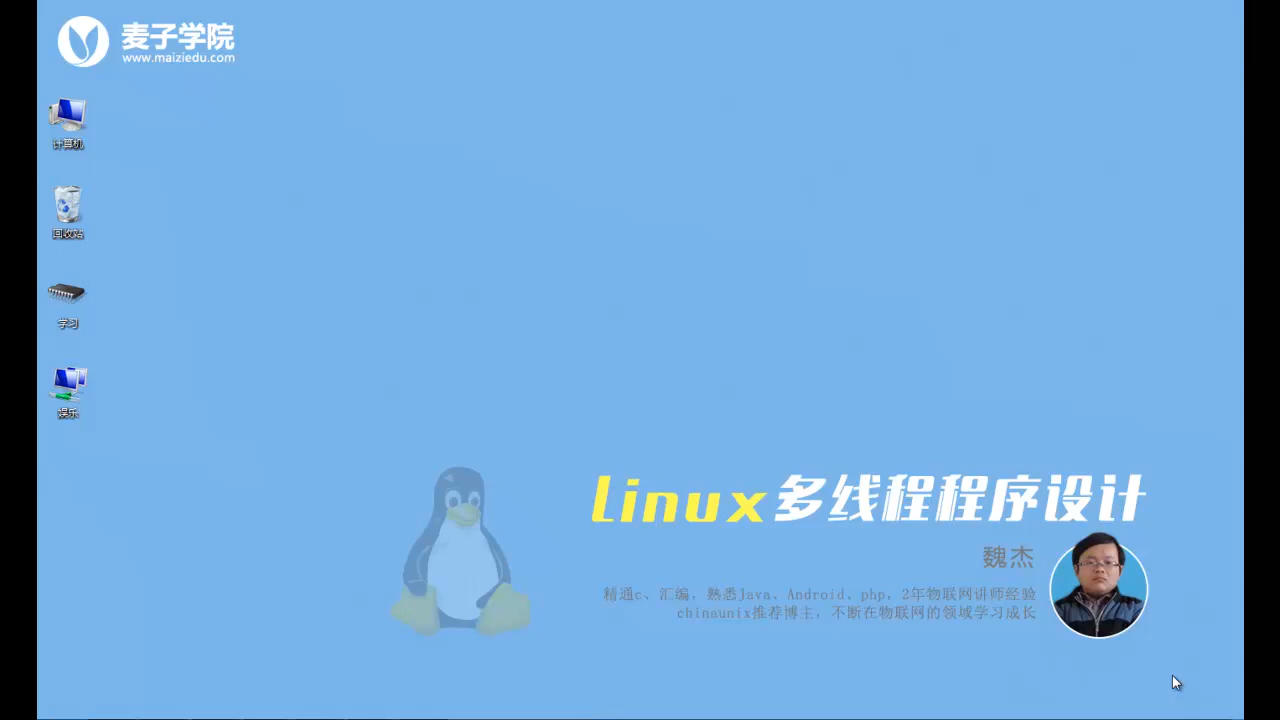 麦子学院
www.maiziedu.com
计算机
回收站
学习
娱乐
Linux多线程程序设计
魏杰
精通c、汇编，熟悉Java、Android、php，2年物联网讲师经验
chinaunix推荐博主，不断在物联网的领域学习成长